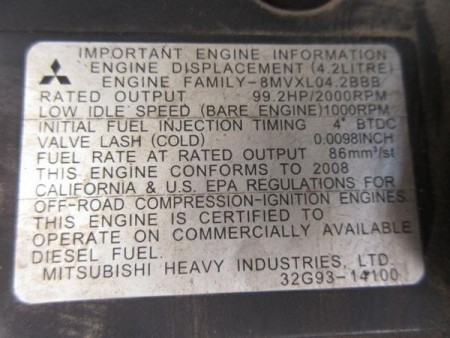 IMPORTANT ENGINE INFORMATION
ENGINE DISPLACEMENT (4.2LITRE)
ENGINE FAMILY-8MVXL04.2BBB
RATED OUTPUT 99.2HP/2000RPM
LOW IDLE SPEED (BARE ENGINE)1000RPM
INITIAL FUEL INJECTION TIMING 4° BTDC
VALVE LASH (COLD) 0.0098INCH
FUEL RATE AT RATED OUTPUT 86mm³/st
THIS ENGINE CONFORMS TO 2008
CALIFORNIA & U.S. EPA REGULATIONS FOR
OFF-ROAD COMPRESSION-IGNITION ENGINES.
THIS ENGINE IS CERTIFIED TO
OPERATE ON COMMERCIALLY AVAILABLE
DIESEL FUEL.
MITSUBISHI HEAVY INDUSTRIES, LTD.
32G93-14100